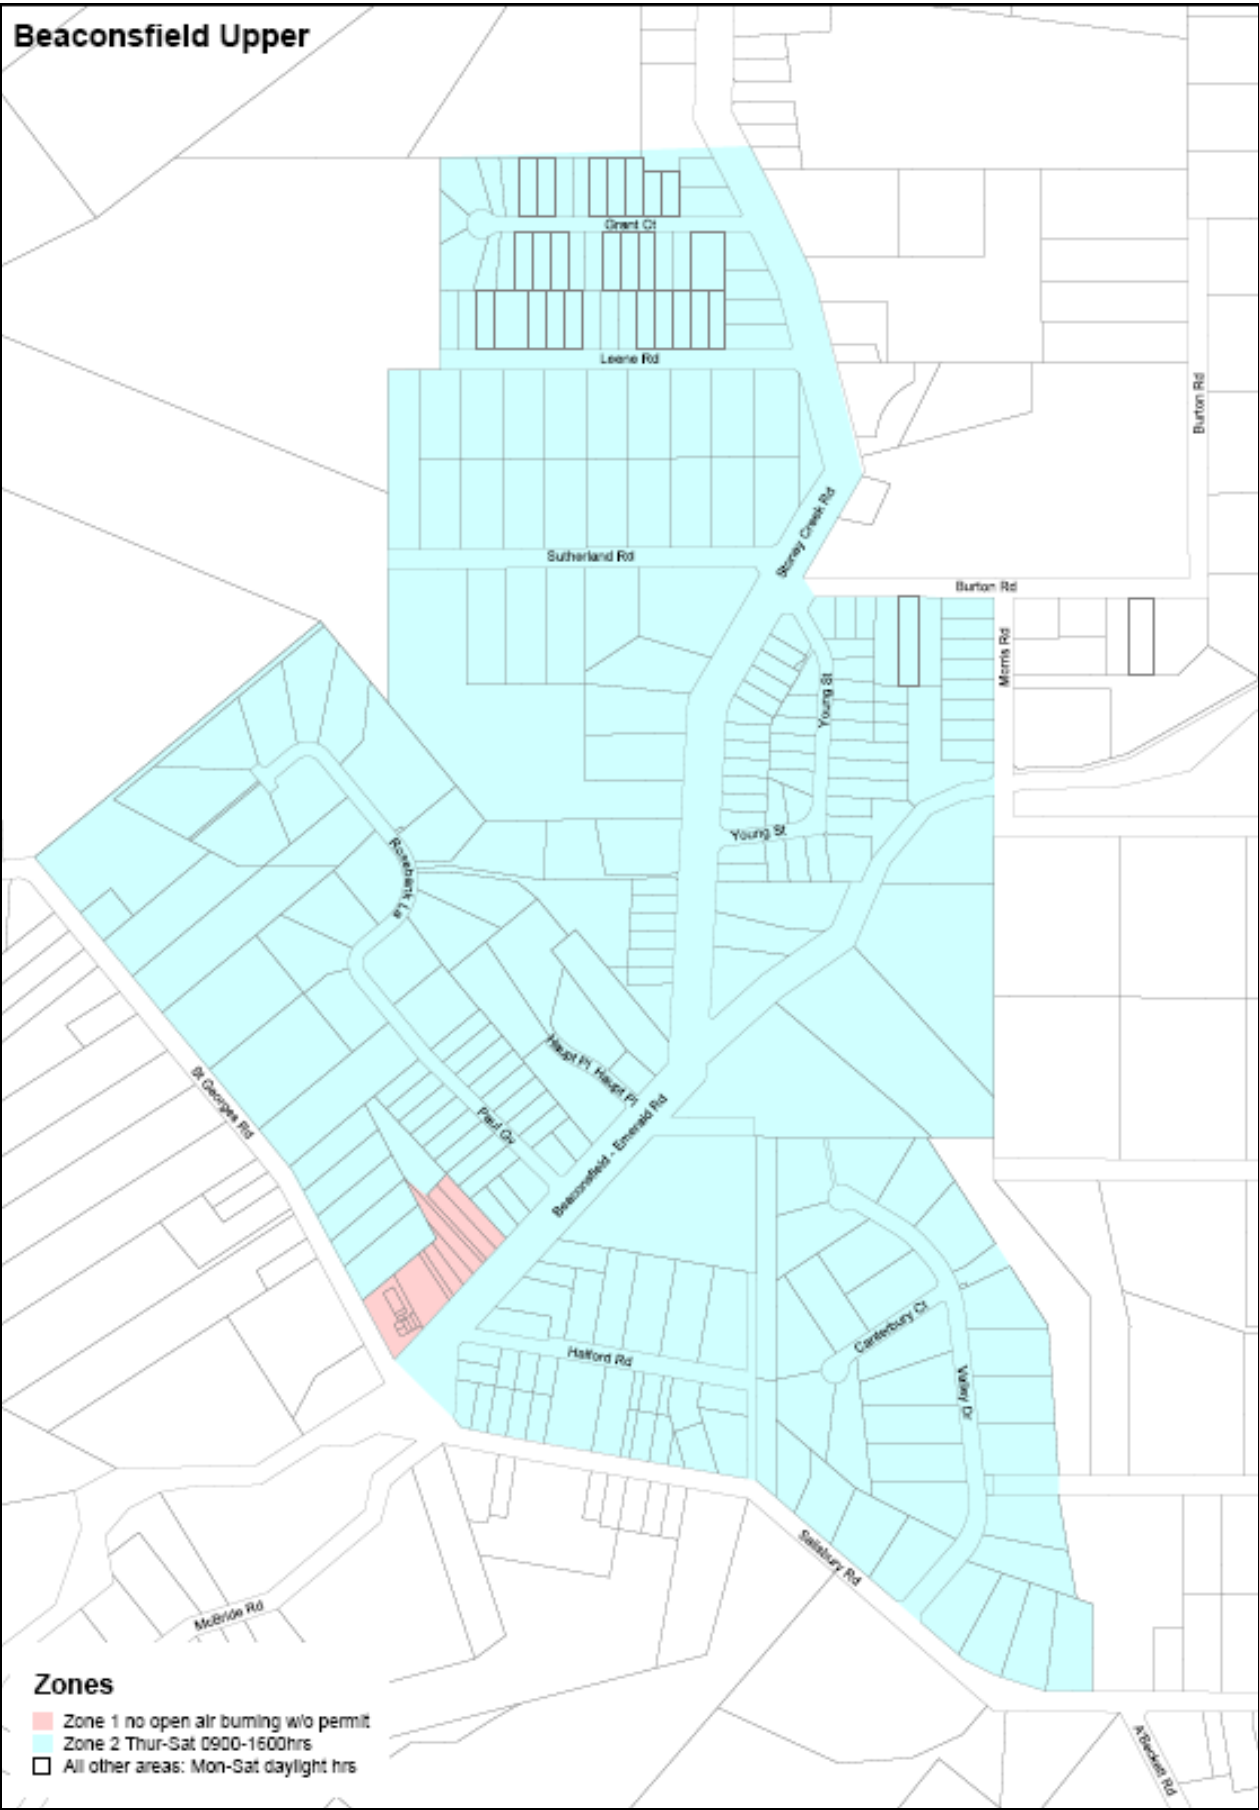 Beaconsfield Upper
Grant Ct
Leene Rd
Burton Rd
Stoney Creek Rd
Sutherland Rd
Burton Rd
Morris Rd
Young St
Young St
Rosebank La
Haupt Pl
Haupt Pl
St Georges Rd
Paul Gv
Beaconsfield - Emerald Rd
Canterbury Ct
Halford Rd
Valley Dr
Salisbury Rd
McBride Rd
A'Beckett Rd
Zones
Zone 1 no open air burning w/o permit
Zone 2 Thur-Sat 0900-1600hrs
All other areas: Mon-Sat daylight hrs